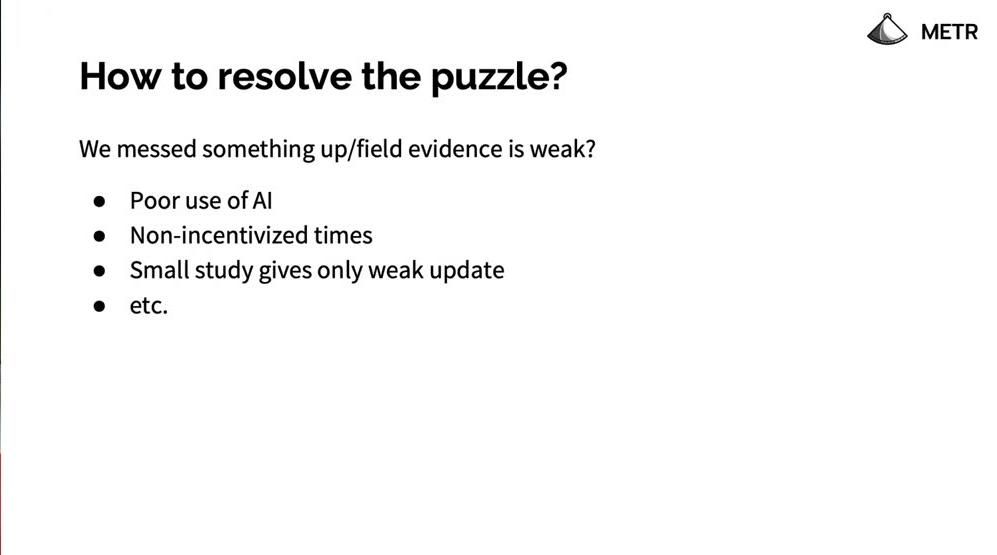 METR
How to resolve the puzzle?
We messed something up/field evidence is weak?
● Poor use of AI
● Non-incentivized times
● Small study gives only weak update
● etc.